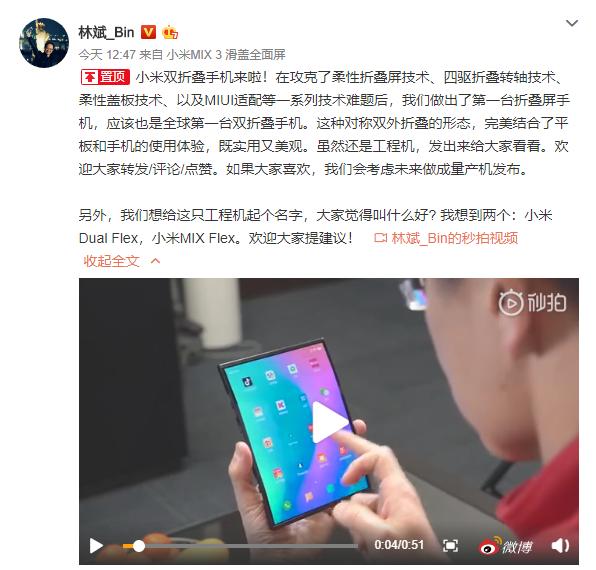 林斌_Bin
今天 12:47 来自 小米MIX 3 滑盖全面屏
置顶 小米双折叠手机来啦！在攻克了柔性折叠屏技术、四驱折叠转轴技术、
柔性盖板技术、以及MIUI适配等一系列技术难题后，我们做出了第一台折叠屏手
机，应该也是全球第一台双折叠手机。这种对称双外折叠的形态，完美结合了平
板和手机的使用体验，既实用又美观。虽然还是工程机，发出来给大家看看。欢
迎大家转发/评论/点赞。如果大家喜欢，我们会考虑未来做成量产机发布。
另外，我们想给这只工程机起个名字，大家觉得叫什么好? 我想到两个：小米
Dual Flex，小米MIX Flex。欢迎大家提建议！ 林斌_Bin的秒拍视频
收起全文
秒拍
0:04/0:51
微博